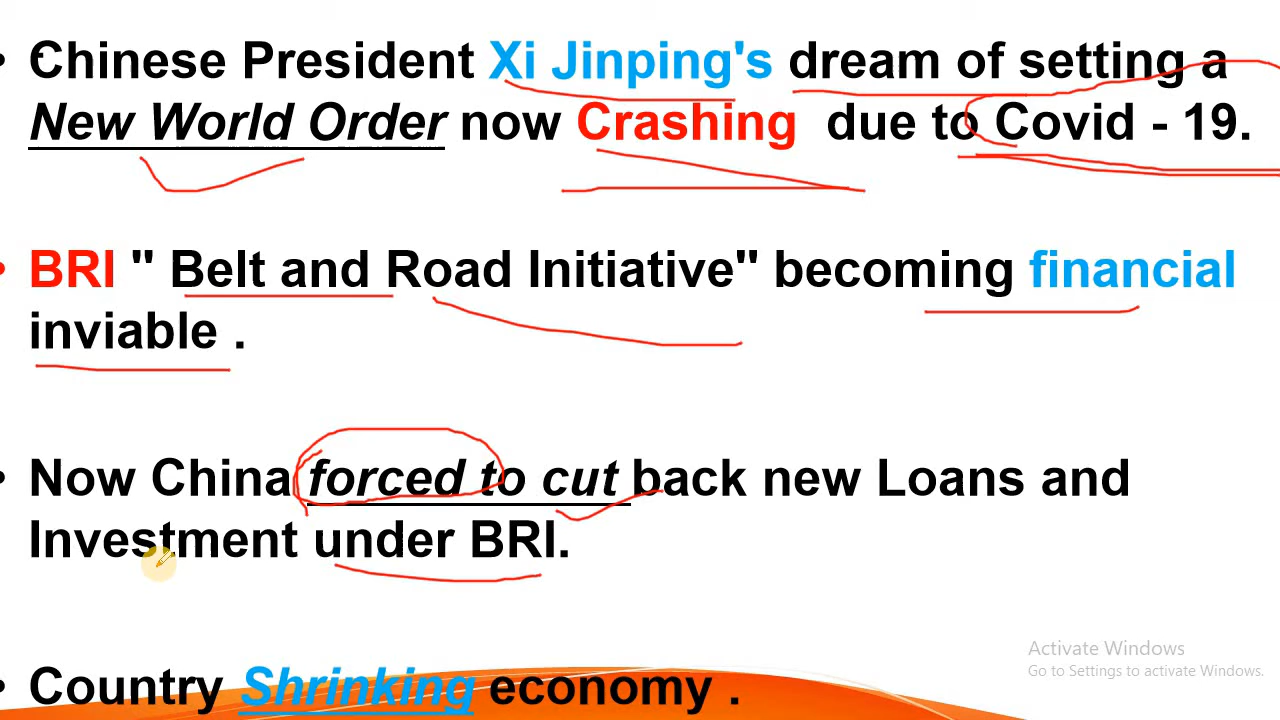 • Chinese President Xi Jinping's dream of setting a
New World Order now Crashing due to Covid - 19.
• BRI " Belt and Road Initiative" becoming financial
inviable .
• Now China forced to cut back new Loans and
Investment under BRI.
• Country Shrinking economy .
Activate Windows
Go to Settings to activate Windows.